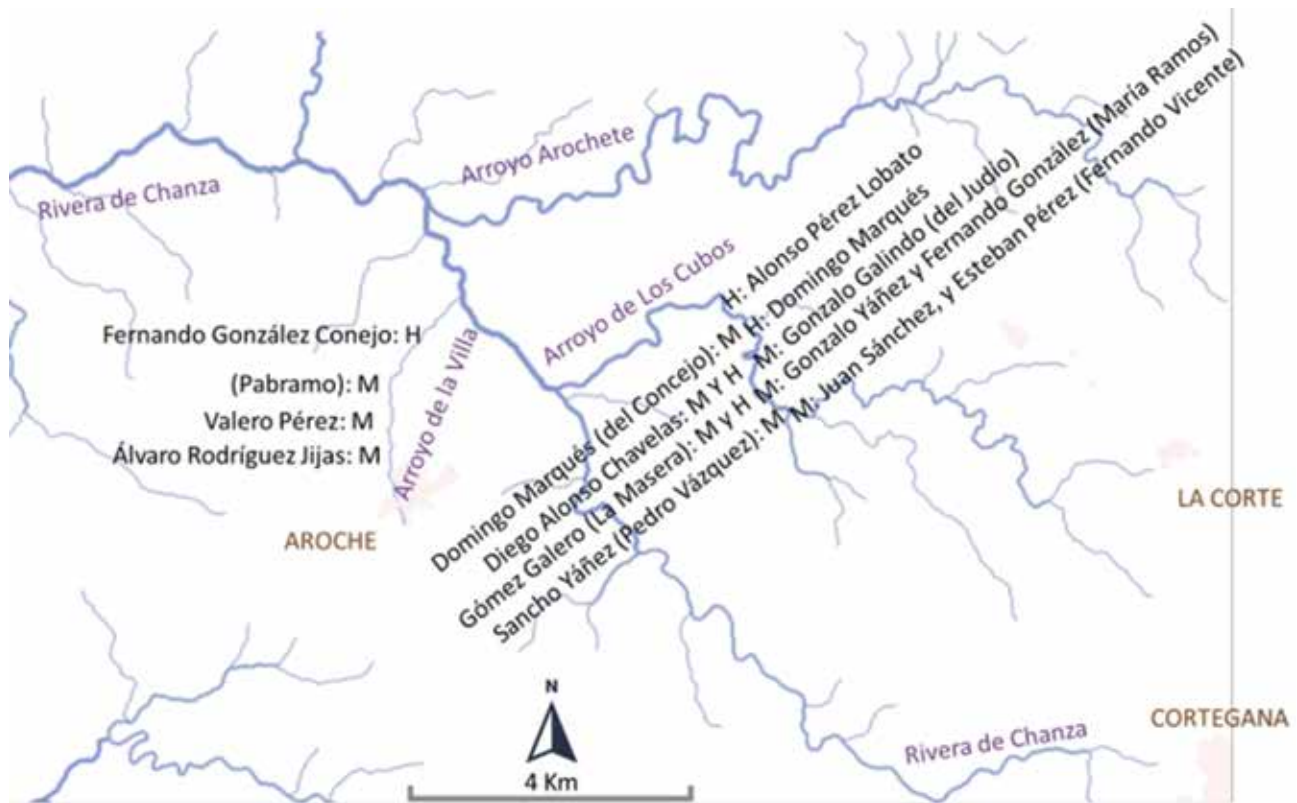 Arroyo Arochete
Rivera de Chanza
Arroyo de Los Cubos
Arroyo de la Villa
Fernando González Conejo: H
(Pabramo): M
Valero Pérez: M
Álvaro Rodríguez Jijas: M
H: Alonso Pérez Lobato
H: Domingo Marqués
M: Gonzalo Galindo (del Judío)
M: Gonzalo Yáñez y Fernando González (María Ramos)
M: Juan Sánchez, y Esteban Pérez (Fernando Vicente)
Domingo Marqués (del Concejo): M
Diego Alonso Chavelas: M Y H
Gómez Galero (La Masera): M y H
Sancho Yáñez (Pedro Vázquez): M
AROCHE
LA CORTE
CORTEGANA
Rivera de Chanza
N
4 Km